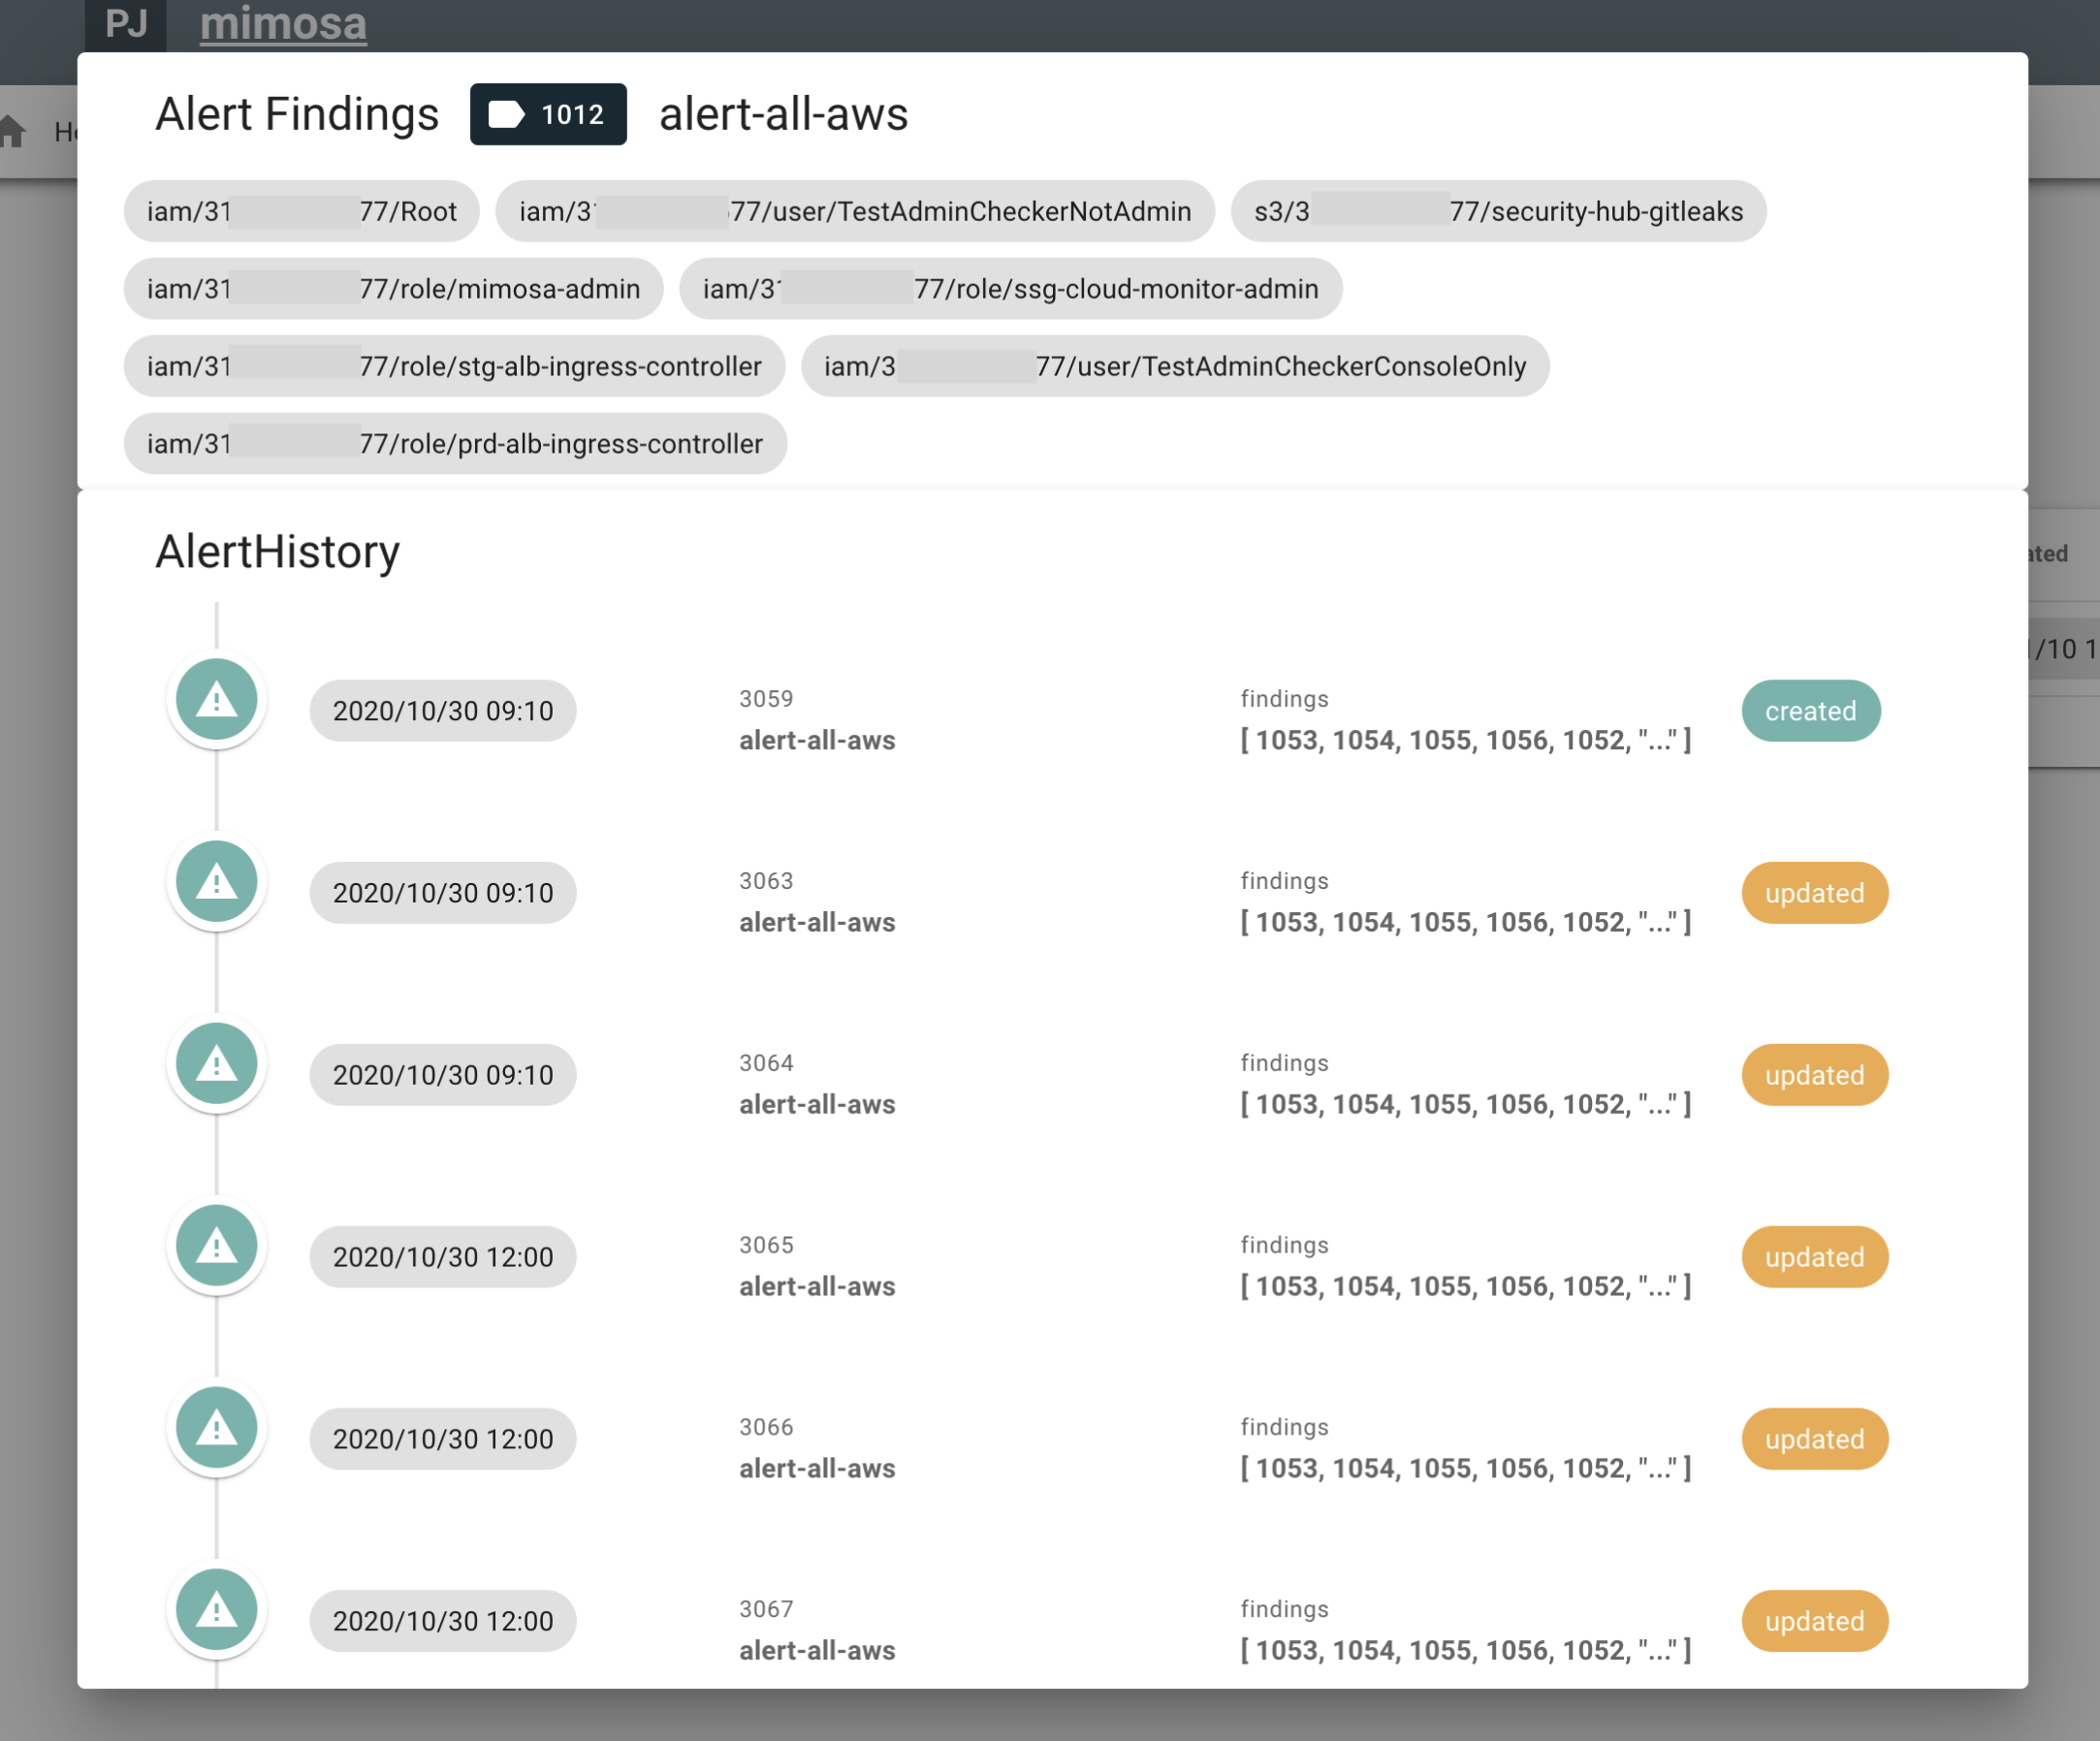 PJ mimosa
Alert Findings 1012 alert-all-aws
iam/31 77/Root iam/3 77/user/TestAdminCheckerNotAdmin s3/3 77/security-hub-gitleaks
iam/31 77/role/mimosa-admin iam/3 77/role/ssg-cloud-monitor-admin
iam/31 77/role/stg-alb-ingress-controller iam/3 77/user/TestAdminCheckerConsoleOnly
iam/31 77/role/prd-alb-ingress-controller
AlertHistory
ated
/10 1
3059
findings
2020/10/30 09:10
created
alert-all-aws
[ 1053, 1054, 1055, 1056, 1052, "..." ]
3063
findings
2020/10/30 09:10
updated
alert-all-aws
[ 1053, 1054, 1055, 1056, 1052, "..." ]
3064
findings
2020/10/30 09:10
updated
alert-all-aws
[ 1053, 1054, 1055, 1056, 1052, "..." ]
3065
findings
2020/10/30 12:00
updated
alert-all-aws
[ 1053, 1054, 1055, 1056, 1052, "..." ]
3066
findings
2020/10/30 12:00
updated
alert-all-aws
[ 1053, 1054, 1055, 1056, 1052, "..." ]
3067
findings
2020/10/30 12:00
updated
alert-all-aws
[ 1053, 1054, 1055, 1056, 1052, "..." ]